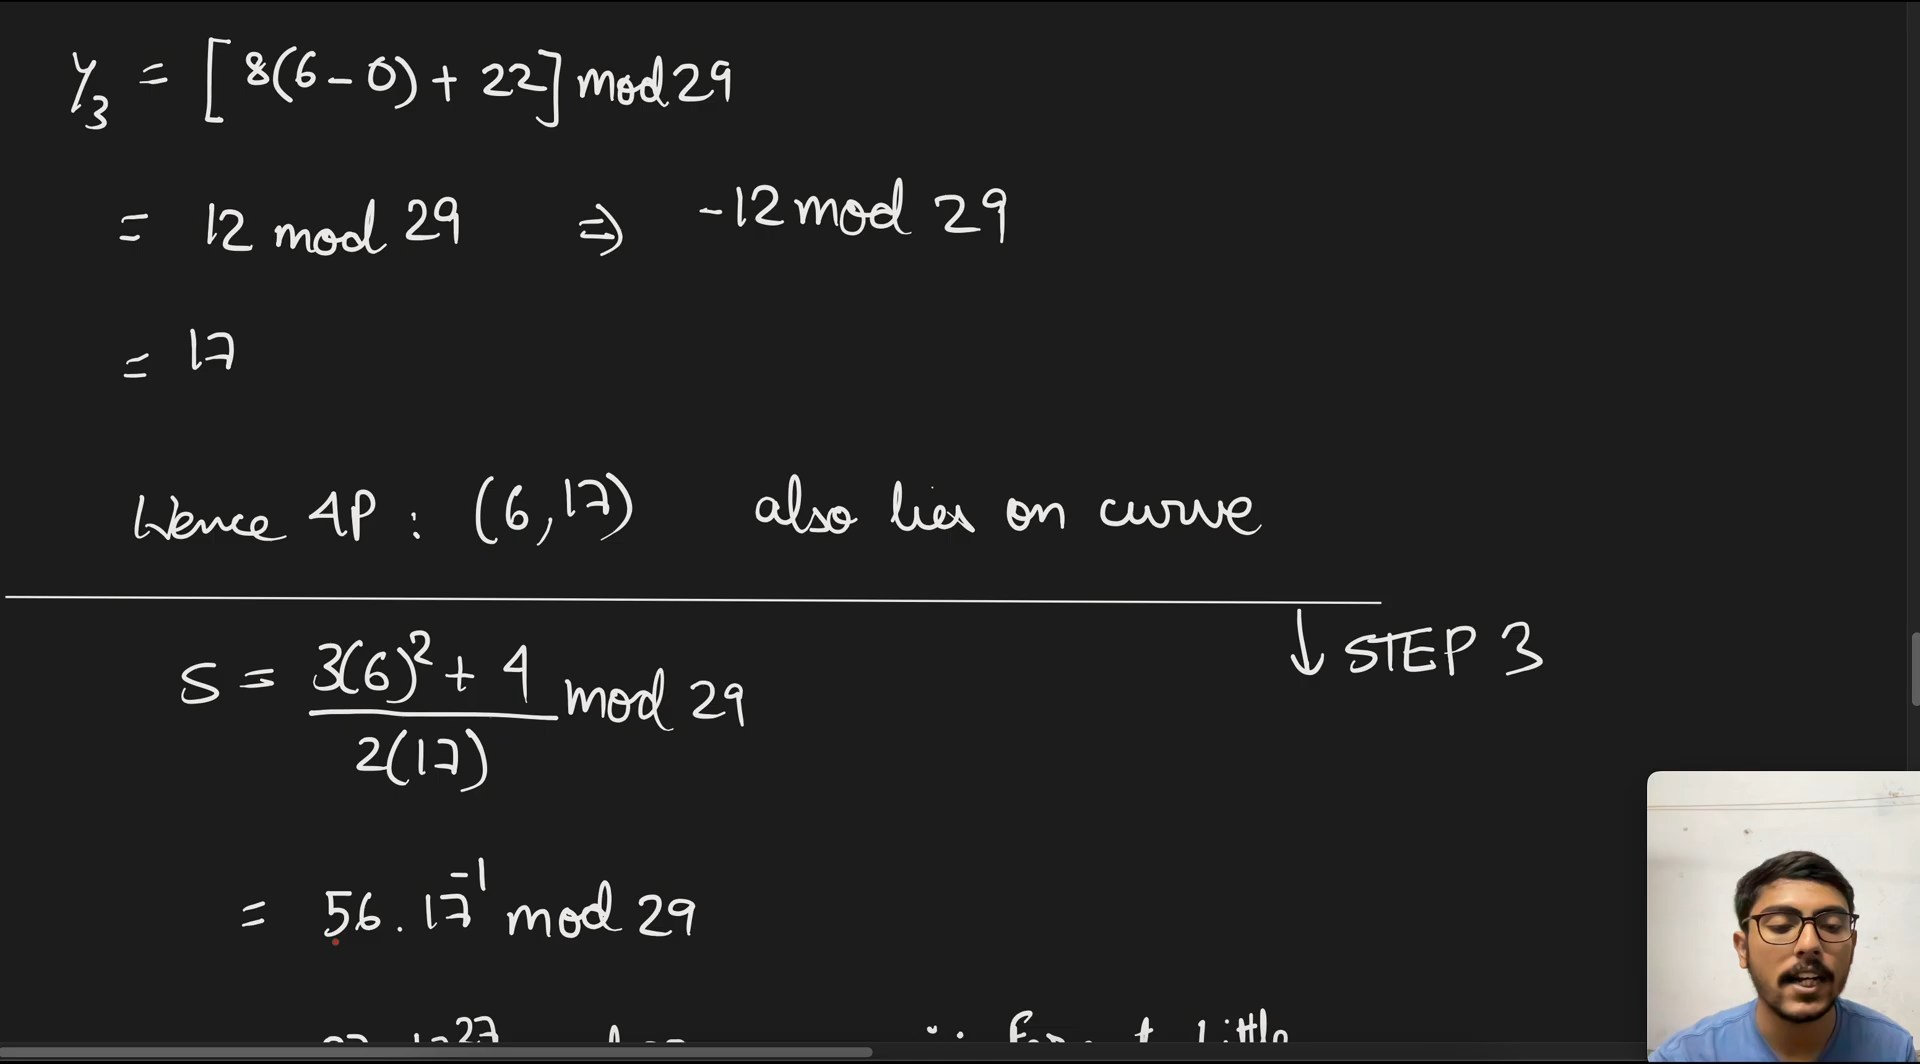 y₃ = [8(6-0) + 22] mod 29
= 12 mod 29 ⇒ -12 mod 29
= 17
Hence 4P : (6,17) also lies on curve
↓ STEP 3
S = 3(6)² + 4 / 2(17) mod 29
= 56 . 17⁻¹ mod 29